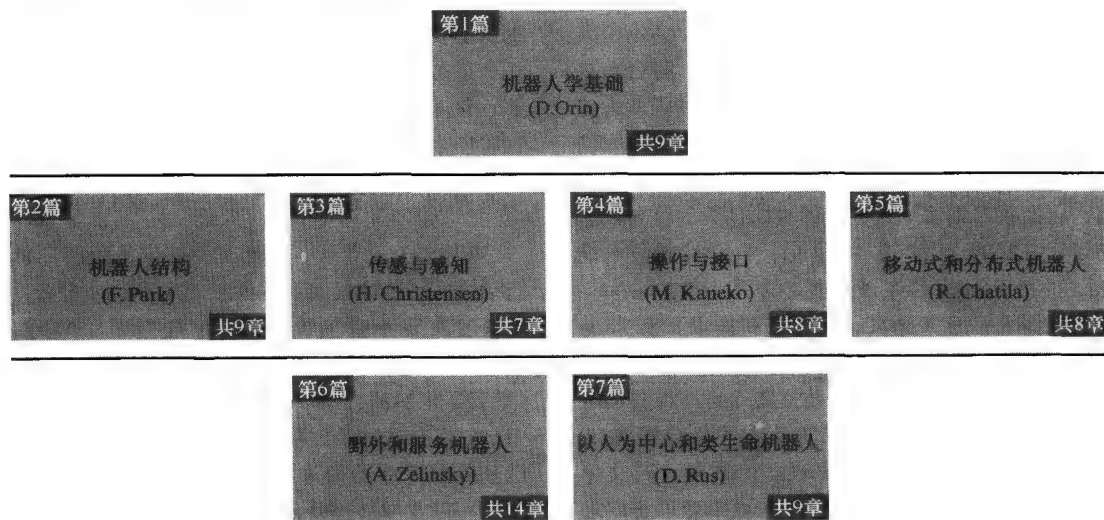 第1篇
机器人学基础
(D.Orin)
共9章
第2篇
机器人结构
(F. Park)
共9章
第3篇
传感与感知
(H. Christensen)
共7章
第4篇
操作与接口
(M. Kaneko)
共8章
第5篇
移动式和分布式机器人
(R. Chatila)
共8章
第6篇
野外和服务机器人
(A. Zelinsky)
共14章
第7篇
以人为中心和类生命机器人
(D. Rus)
共9章